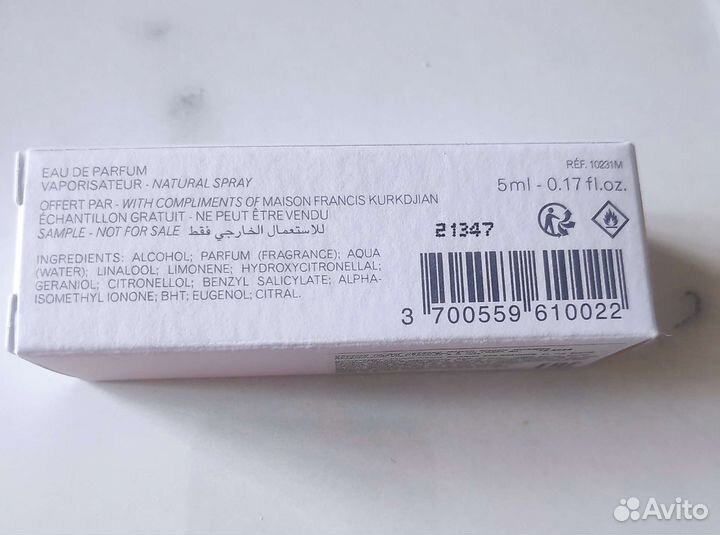 EAU DE PARFUM
VAPORISATEUR - NATURAL SPRAY
OFFERT PAR - WITH COMPLIMENTS OF MAISON FRANCIS KURKDJIAN
ÉCHANTILLON GRATUIT - NE PEUT ÊTRE VENDU
SAMPLE - NOT FOR SALE للاستعمال الخارجي فقط
INGREDIENTS: ALCOHOL; PARFUM (FRAGRANCE); AQUA
(WATER); LINALOOL; LIMONENE; HYDROXYCITRONELLAL;
GERANIOL; CITRONELLOL; BENZYL SALICYLATE; ALPHA-
ISOMETHYL IONONE; BHT; EUGENOL; CITRAL.
RÉF. 10231M
5ml - 0.17 fl.oz.
21347
3 700559 610022
Avito